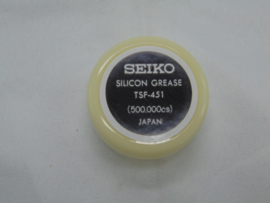 SEIKO
SILICON GREASE
TSF-451
(500.000cs)
JAPAN